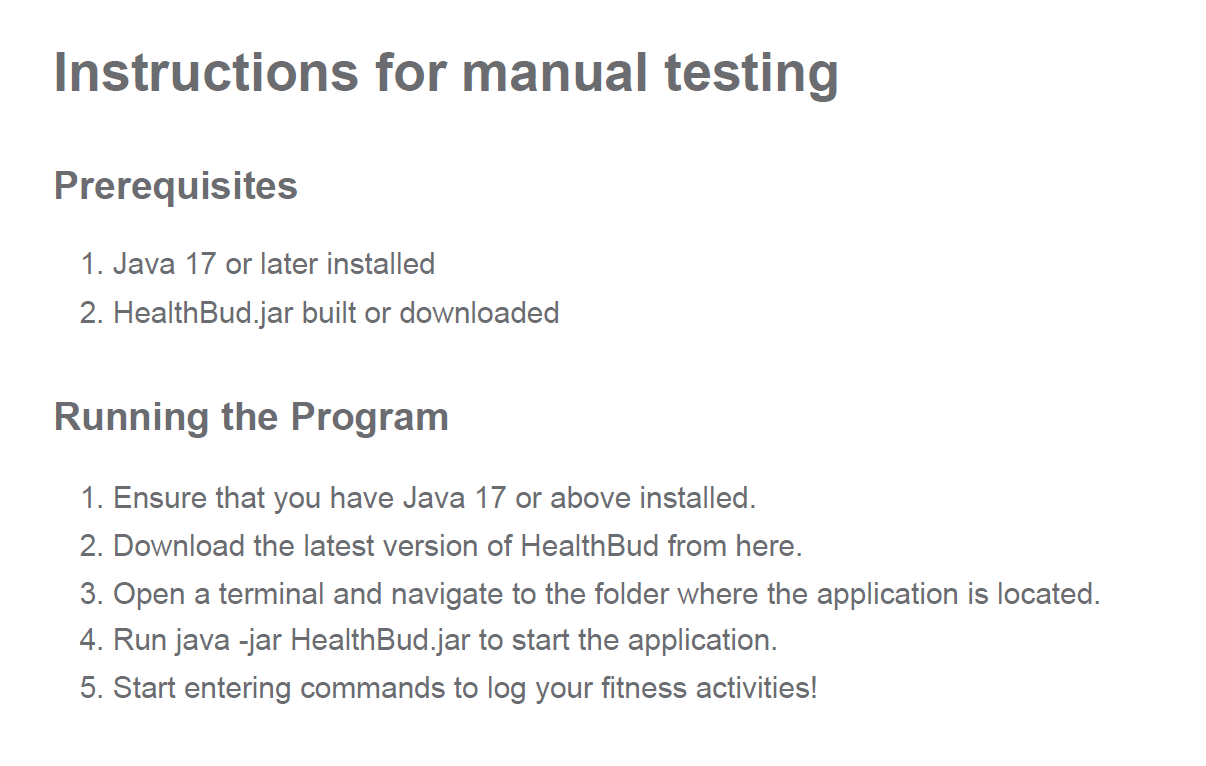 Instructions for manual testing
Prerequisites
1. Java 17 or later installed
2. HealthBud.jar built or downloaded
Running the Program
1. Ensure that you have Java 17 or above installed.
2. Download the latest version of HealthBud from here.
3. Open a terminal and navigate to the folder where the application is located.
4. Run java -jar HealthBud.jar to start the application.
5. Start entering commands to log your fitness activities!